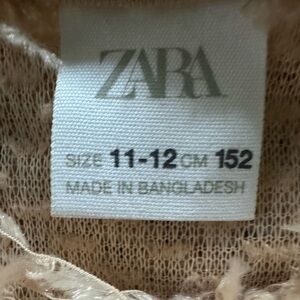 ZARA
SIZE 11-12 CM 152
MADE IN BANGLADESH